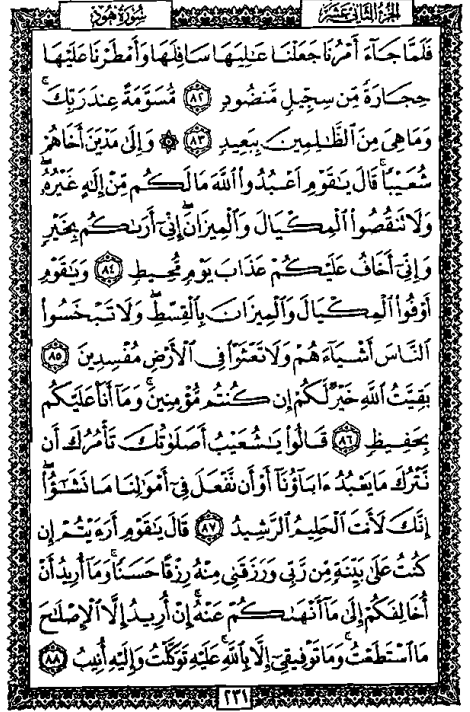 سُورَةُ هُودٍ
الجزء الثاني عشر
فَلَمَّا جَآءَ أَمْرُنَا جَعَلْنَا عَٰلِيَهَا سَافِلَهَا وَأَمْطَرْنَا عَلَيْهَا
حِجَارَةً مِّن سِجِّيلٍ مَّنضُودٍ ٨٢ مُّسَوَّمَةً عِندَ رَبِّكَۖ
وَمَا هِىَ مِنَ ٱلظَّٰلِمِينَ بِبَعِيدٍ ٨٣ ۞ وَإِلَىٰ مَدْيَنَ أَخَاهُمْ
شُعَيْبًاۚ قَالَ يَٰقَوْمِ ٱعْبُدُوا۟ ٱللَّهَ مَا لَكُم مِّنْ إِلَٰهٍ غَيْرُهُۥۖ
وَلَا تَنقُصُوا۟ ٱلْمِكْيَالَ وَٱلْمِيزَانَۖ إِنِّىٓ أَرَىٰكُم بِخَيْرٍ
وَإِنِّىٓ أَخَافُ عَلَيْكُمْ عَذَابَ يَوْمٍ مُّحِيطٍ ٨٤ وَيَٰقَوْمِ
أَوْفُوا۟ ٱلْمِكْيَالَ وَٱلْمِيزَانَ بِٱلْقِسْطِۖ وَلَا تَبْخَسُوا۟
ٱلنَّاسَ أَشْيَآءَهُمْ وَلَا تَعْثَوْا۟ فِى ٱلْأَرْضِ مُفْسِدِينَ ٨٥
بَقِيَّتُ ٱللَّهِ خَيْرٌ لَّكُمْ إِن كُنتُم مُّؤْمِنِينَۚ وَمَآ أَنَا۠ عَلَيْكُم
بِحَفِيظٍ ٨٦ قَالُوا۟ يَٰشُعَيْبُ أَصَلَوٰتُكَ تَأْمُرُكَ أَن
نَّتْرُكَ مَا يَعْبُدُ ءَابَآؤُنَآ أَوْ أَن نَّفْعَلَ فِىٓ أَمْوَٰلِنَا مَا نَشَٰٓؤُا۟ۖ
إِنَّكَ لَأَنتَ ٱلْحَلِيمُ ٱلرَّشِيدُ ٨٧ قَالَ يَٰقَوْمِ أَرَءَيْتُمْ إِن
كُنتُ عَلَىٰ بَيِّنَةٍ مِّن رَّبِّى وَرَزَقَنِى مِنْهُ رِزْقًا حَسَنًاۚ وَمَآ أُرِيدُ أَنْ
أُخَالِفَكُمْ إِلَىٰ مَآ أَنْهَىٰكُمْ عَنْهُۚ إِنْ أُرِيدُ إِلَّا ٱلْإِصْلَٰحَ
مَا ٱسْتَطَعْتُۚ وَمَا تَوْفِيقِىٓ إِلَّا بِٱللَّهِۚ عَلَيْهِ تَوَكَّلْتُ وَإِلَيْهِ أُنِيبُ ٨٨
٢٣١